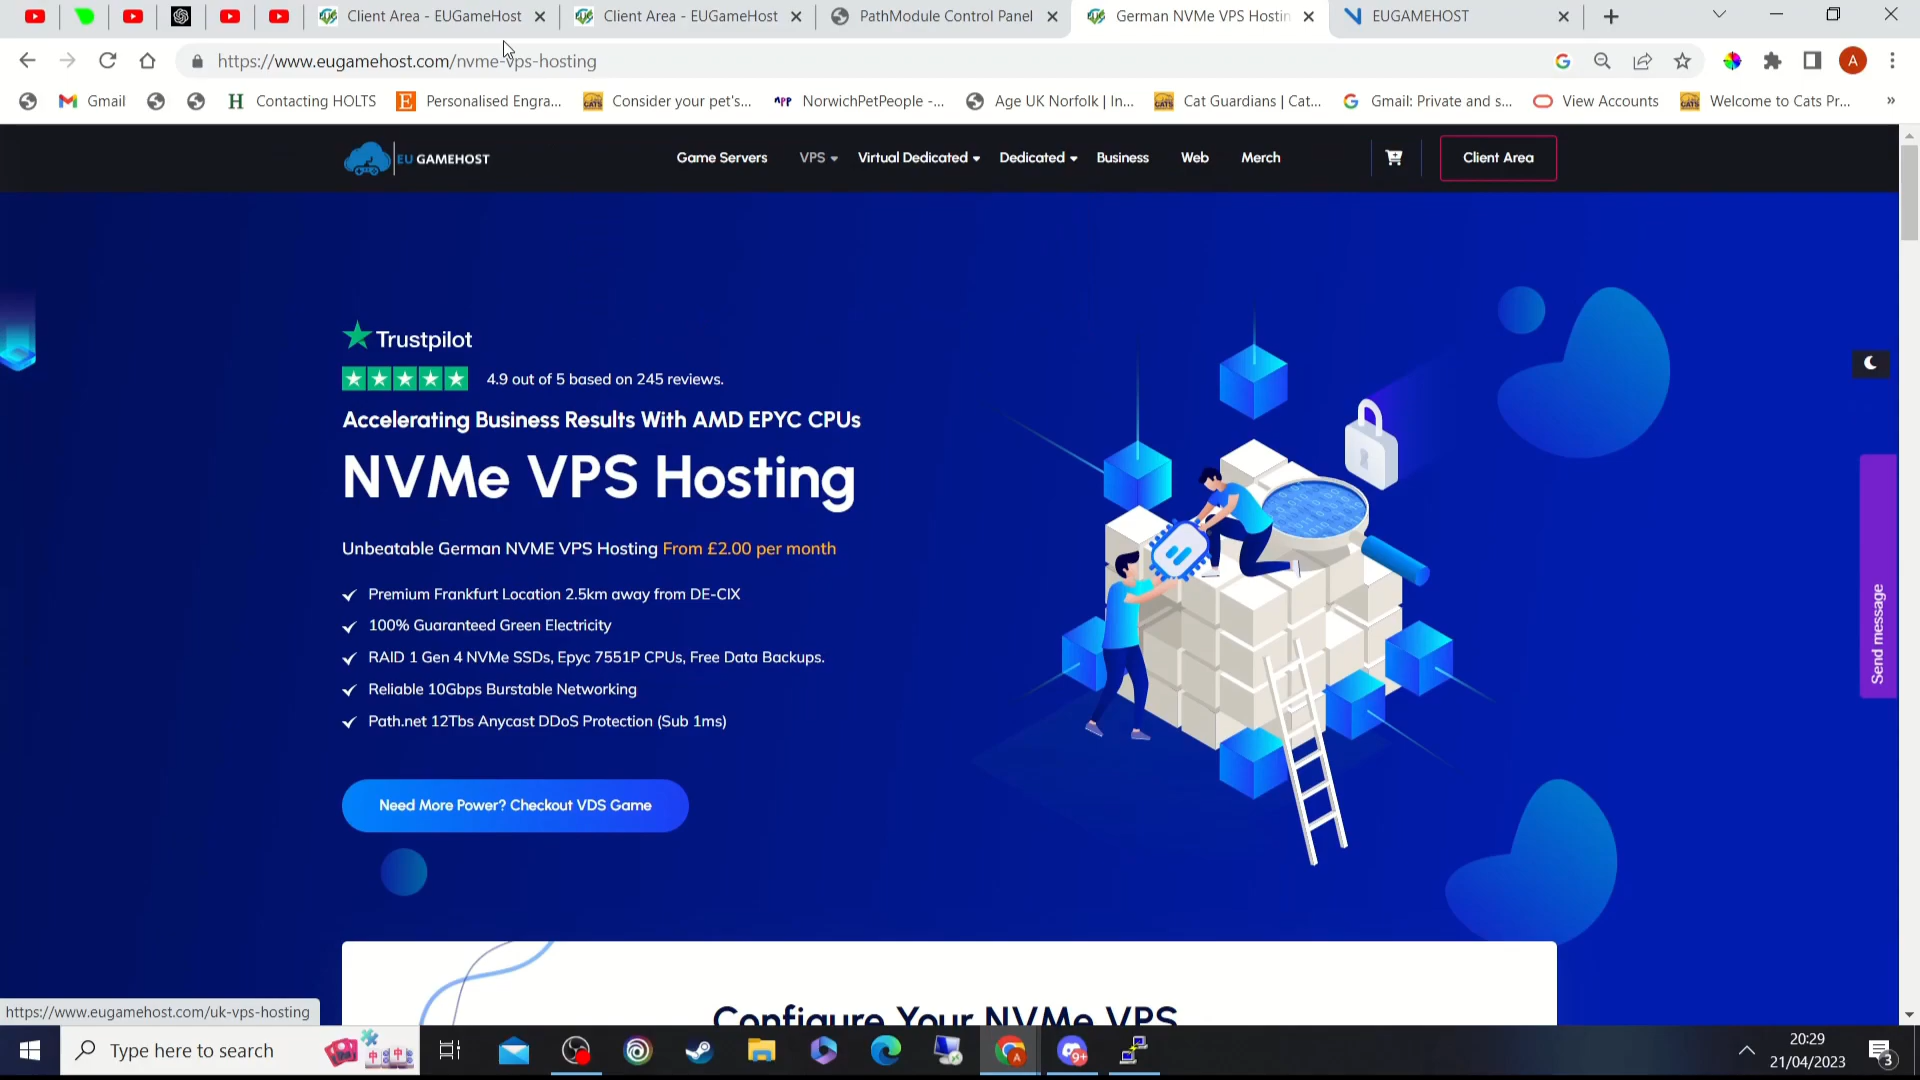 Client Area - EUGameHost
Client Area - EUGameHost
PathModule Control Panel
German NVMe VPS Hostin
EUGAMEHOST
https://www.eugamehost.com/nvme-vps-hosting
A
Gmail
Contacting HOLTS
Personalised Engra...
Consider your pet's...
NorwichPetPeople -...
Age UK Norfolk | In...
Cat Guardians | Cat...
Gmail: Private and s...
View Accounts
Welcome to Cats Pr...
»
EU GAMEHOST
Game Servers
VPS
Virtual Dedicated
Dedicated
Business
Web
Merch
Client Area
Trustpilot
4.9 out of 5 based on 245 reviews.
Accelerating Business Results With AMD EPYC CPUs
NVMe VPS Hosting
Unbeatable German NVME VPS Hosting From £2.00 per month
Premium Frankfurt Location 2.5km away from DE-CIX
100% Guaranteed Green Electricity
RAID 1 Gen 4 NVMe SSDs, Epyc 7551P CPUs, Free Data Backups.
Reliable 10Gbps Burstable Networking
Path.net 12Tbs Anycast DDoS Protection (Sub 1ms)
Need More Power? Checkout VDS Game
Send message
Configure Your NVMe VPS
https://www.eugamehost.com/uk-vps-hosting
Type here to search
9+
20:29
21/04/2023
3